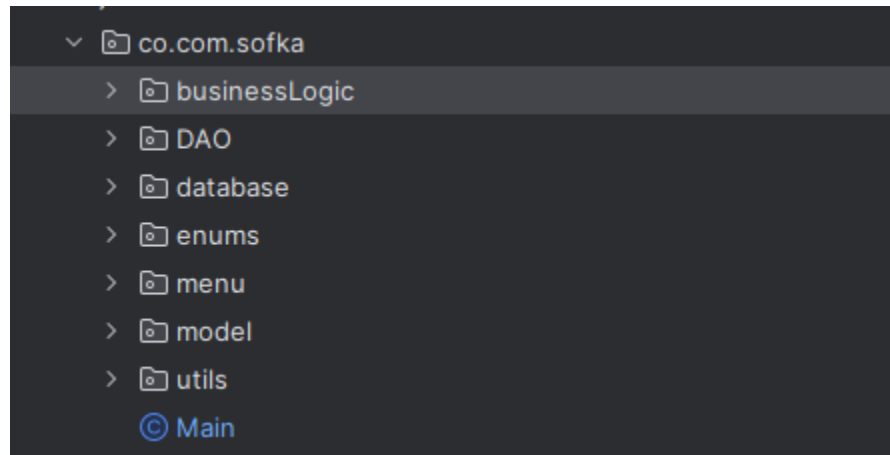 co.com.sofka
businessLogic
DAO
database
enums
menu
model
utils
Main